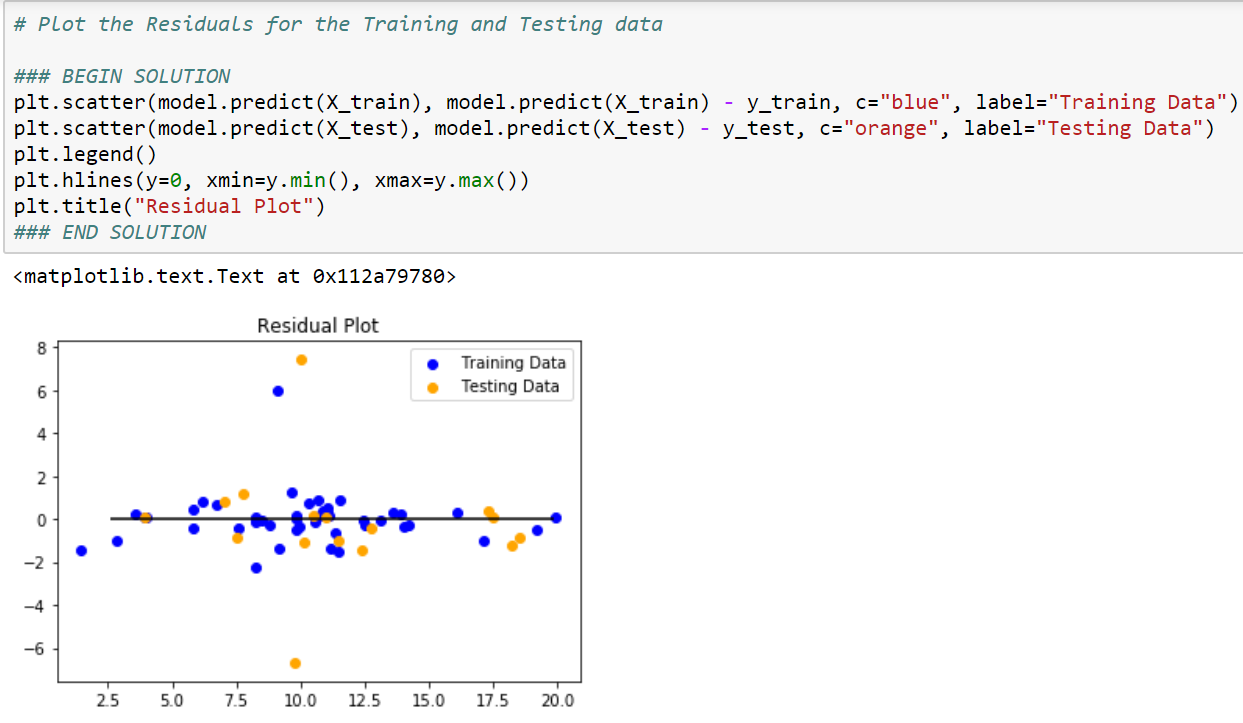 # Plot the Residuals for the Training and Testing data
### BEGIN SOLUTION
plt.scatter(model.predict(X_train), model.predict(X_train) - y_train, c="blue", label="Training Data")
plt.scatter(model.predict(X_test), model.predict(X_test) - y_test, c="orange", label="Testing Data")
plt.legend()
plt.hlines(y=0, xmin=y.min(), xmax=y.max())
plt.title("Residual Plot")
### END SOLUTION
<matplotlib.text.Text at 0x112a79780>
Residual Plot
Training Data
Testing Data
8
6
4
2
0
−2
−4
−6
2.5 5.0 7.5 10.0 12.5 15.0 17.5 20.0